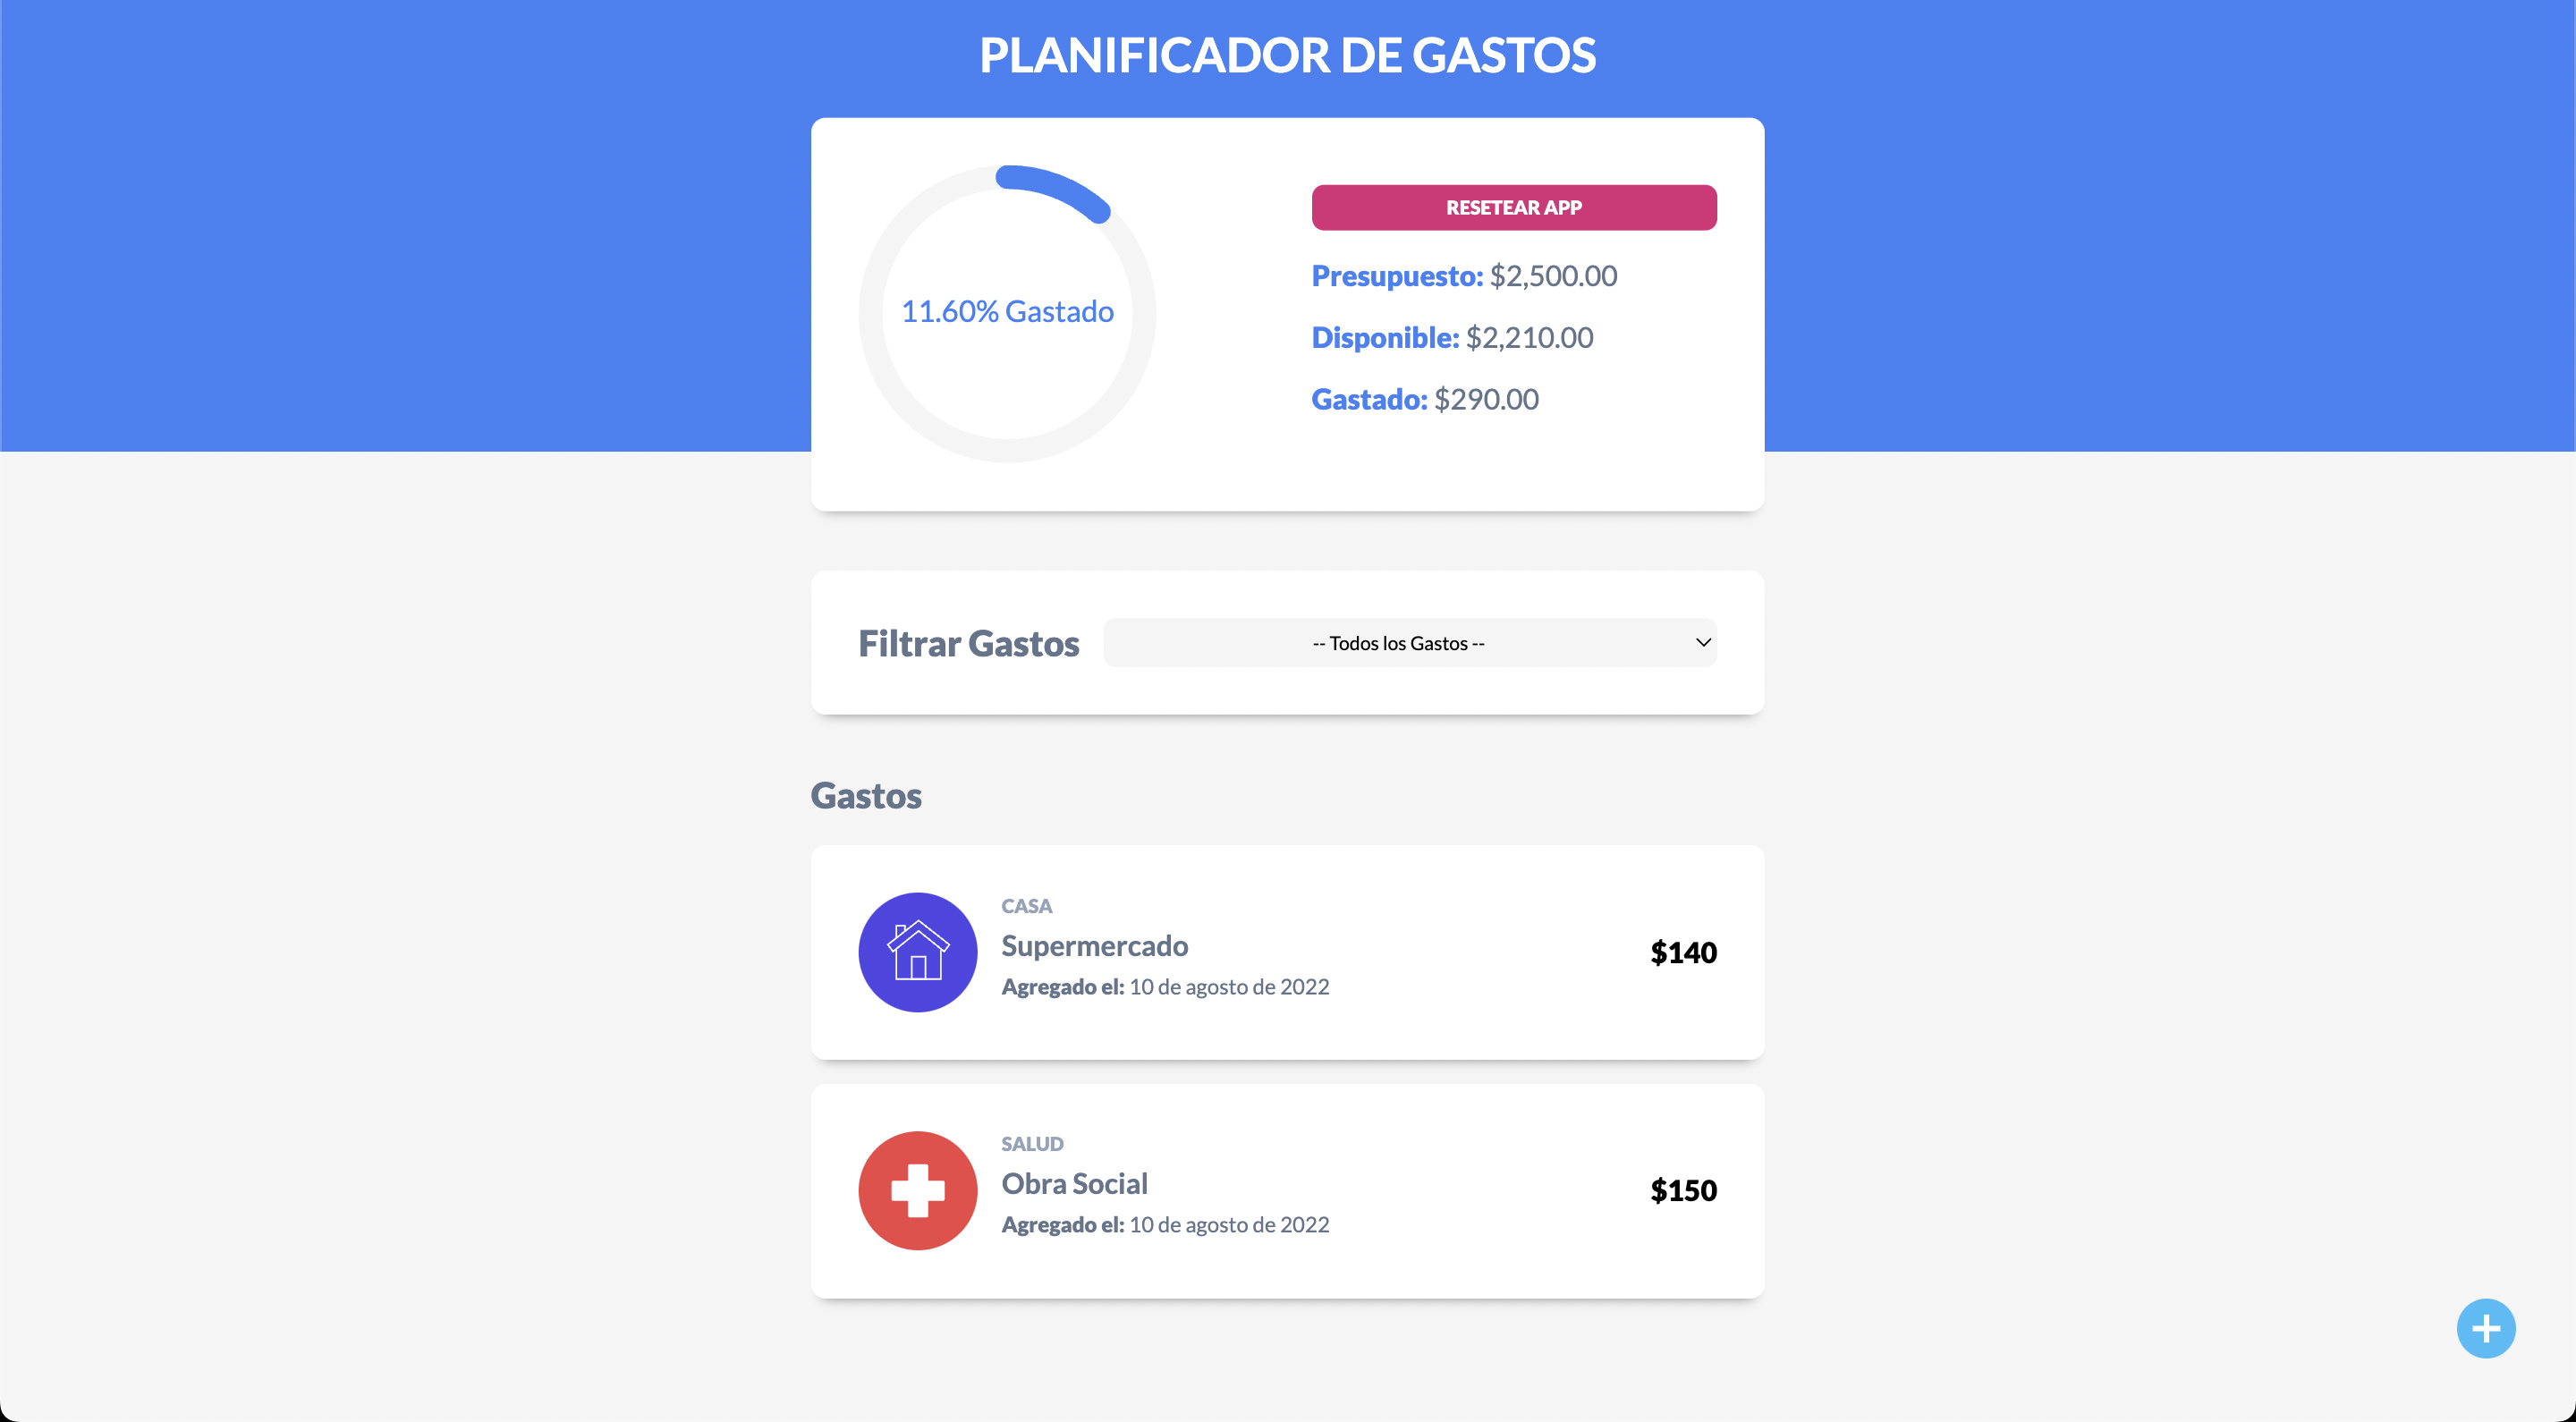 PLANIFICADOR DE GASTOS
11.60% Gastado
RESETEAR APP
Presupuesto: $2,500.00
Disponible: $2,210.00
Gastado: $290.00
Filtrar Gastos
-- Todos los Gastos --
Gastos
CASA
Supermercado
Agregado el: 10 de agosto de 2022
$140
SALUD
Obra Social
Agregado el: 10 de agosto de 2022
$150